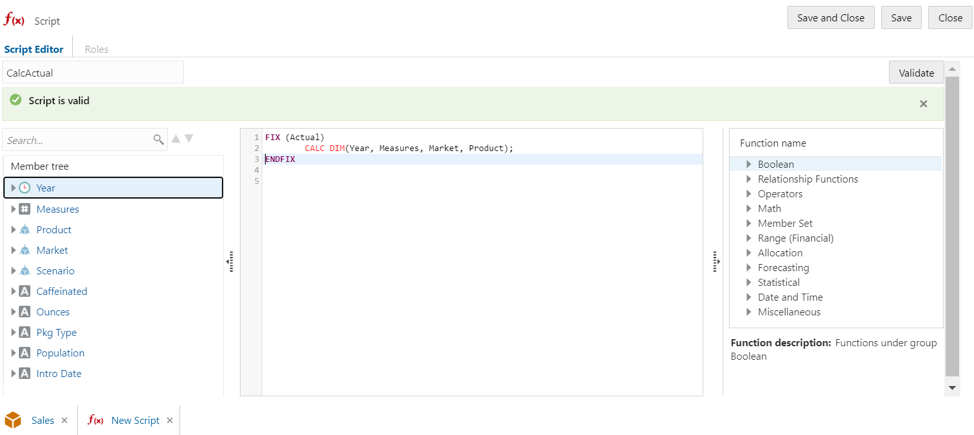 f(x) Script
Save and Close
Save
Close
Script Editor
Roles
CalcActual
Validate
Script is valid
Search...
Member tree
Year
Measures
Product
Market
Scenario
Caffeinated
Ounces
Pkg Type
Population
Intro Date
1 FIX (Actual)
2 CALC DIM(Year, Measures, Market, Product);
3 ENDFIX
4
5
Function name
Boolean
Relationship Functions
Operators
Math
Member Set
Range (Financial)
Allocation
Forecasting
Statistical
Date and Time
Miscellaneous
Function description: Functions under group
Boolean
Sales
f(x) New Script